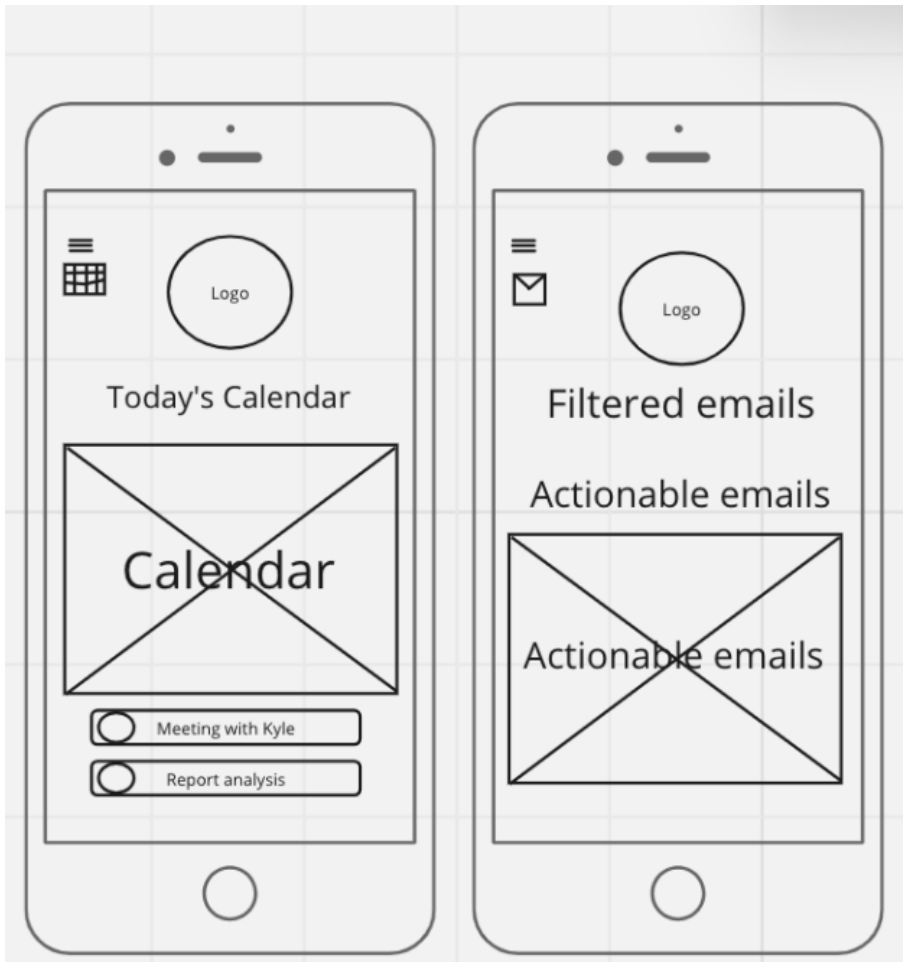 Logo
Today's Calendar
Calendar
Meeting with Kyle
Report analysis
Logo
Filtered emails
Actionable emails
Actionable emails